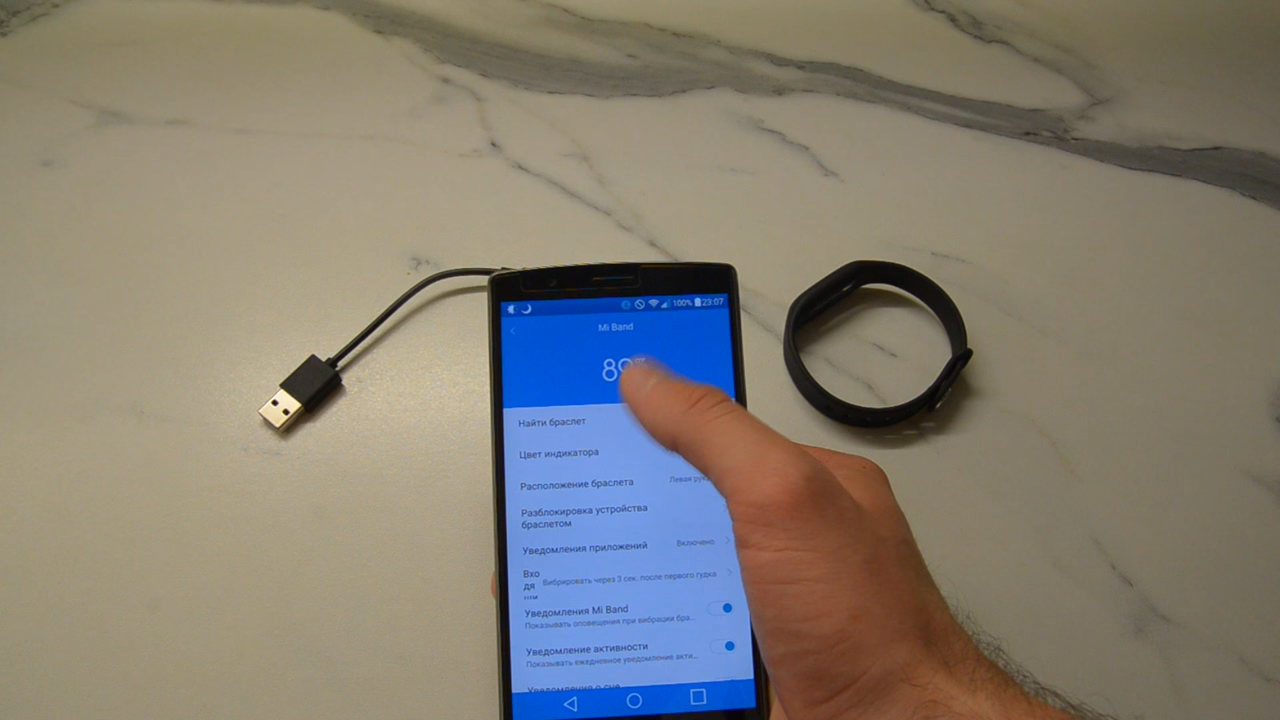 100% 23:07
Mi Band
89
Найти браслет
Цвет индикатора
Расположение браслета Левая
Разблокировка устройства
браслетом
Уведомления приложений Включено
Вхо
дя
Вибрировать через 3 сек. после первого гудка
Уведомления Mi Band
Показывать оповещения при вибрации бра...
Уведомление активности
Показывать ежедневное уведомление акти...